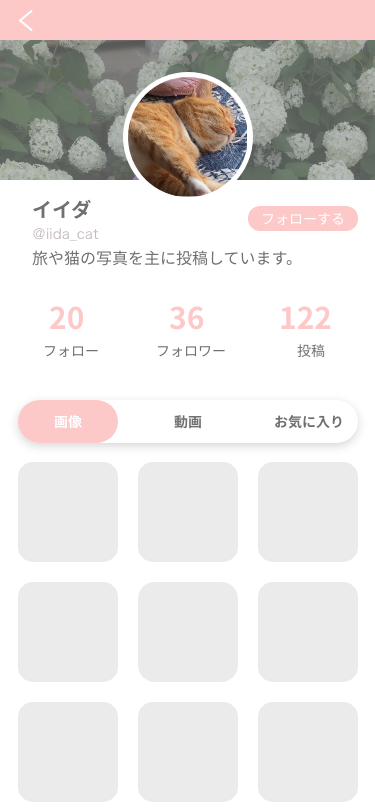 イイダ
@iida_cat
フォローする
旅や猫の写真を主に投稿しています。
20 36 122
フォロー フォロワー 投稿
画像 動画 お気に入り